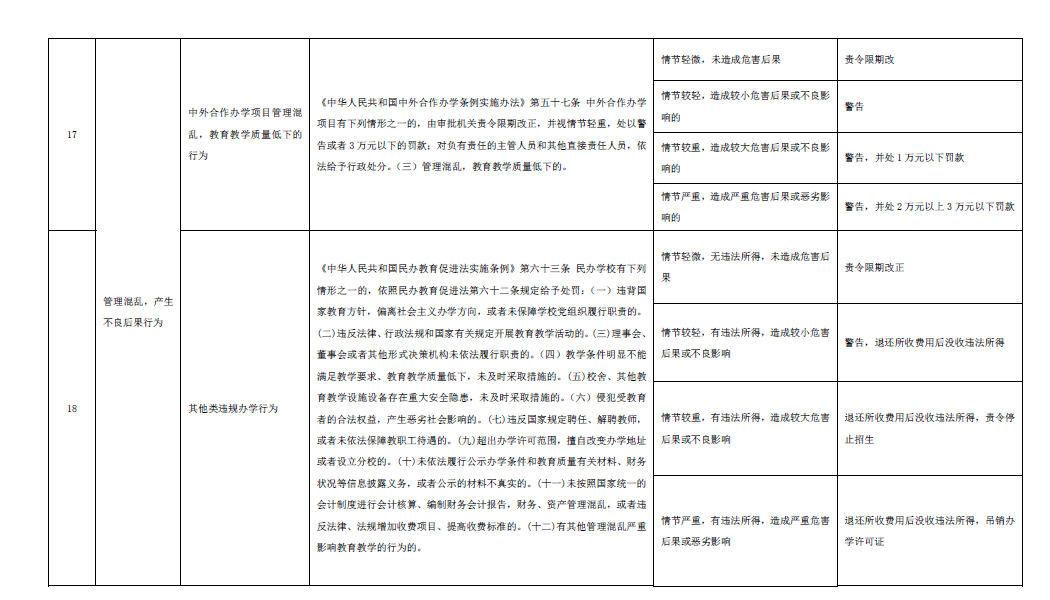 17
管理混乱，产生
不良后果行为
中外合作办学项目管理混
乱，教育教学质量低下的
行为
《中华人民共和国中外合作办学条例实施办法》第五十七条 中外合作办学
项目有下列情形之一的，由审批机关责令限期改正，并视情节轻重，处以警
告或者 3 万元以下的罚款；对负有责任的主管人员和其他直接责任人员，依
法给予行政处分。（三）管理混乱，教育教学质量低下的。
情节轻微，未造成危害后果
责令限期改
情节较轻，造成较小危害后果或不良影
响的
警告
情节较重，造成较大危害后果或不良影
响的
警告，并处 1 万元以下罚款
情节严重，造成严重危害后果或恶劣影
响的
警告，并处 2 万元以上 3 万元以下罚款
18
其他类违规办学行为
《中华人民共和国民办教育促进法实施条例》第六十三条 民办学校有下列
情形之一的，依照民办教育促进法第六十二条规定给予处罚：（一）违背国
家教育方针，偏离社会主义办学方向，或者未保障学校党组织履行职责的。
(二)违反法律、行政法规和国家有关规定开展教育教学活动的。(三)理事会、
董事会或者其他形式决策机构未依法履行职责的。（四）教学条件明显不能
满足教学要求、教育教学质量低下，未及时采取措施的。(五)校舍、其他教
育教学设施设备存在重大安全隐患，未及时采取措施的。（六）侵犯受教育
者的合法权益，产生恶劣社会影响的。(七)违反国家规定聘任、解聘教师，
或者未依法保障教职工待遇的。(九)超出办学许可范围，擅自改变办学地址
或者设立分校的。(十)未依法履行公示办学条件和教育质量有关材料、财务
状况等信息披露义务，或者公示的材料不真实的。(十一)未按照国家统一的
会计制度进行会计核算、编制财务会计报告，财务、资产管理混乱，或者违
反法律、法规增加收费项目、提高收费标准的。(十二)有其他管理混乱严重
影响教育教学的行为的。
情节轻微，无违法所得，未造成危害后
果
责令限期改正
情节较轻，有违法所得，造成较小危害
后果或不良影响
警告，退还所收费用后没收违法所得
情节较重，有违法所得，造成较大危害
后果或不良影响
退还所收费用后没收违法所得，责令停
止招生
情节严重，有违法所得，造成严重危害
后果或恶劣影响
退还所收费用后没收违法所得，吊销办
学许可证